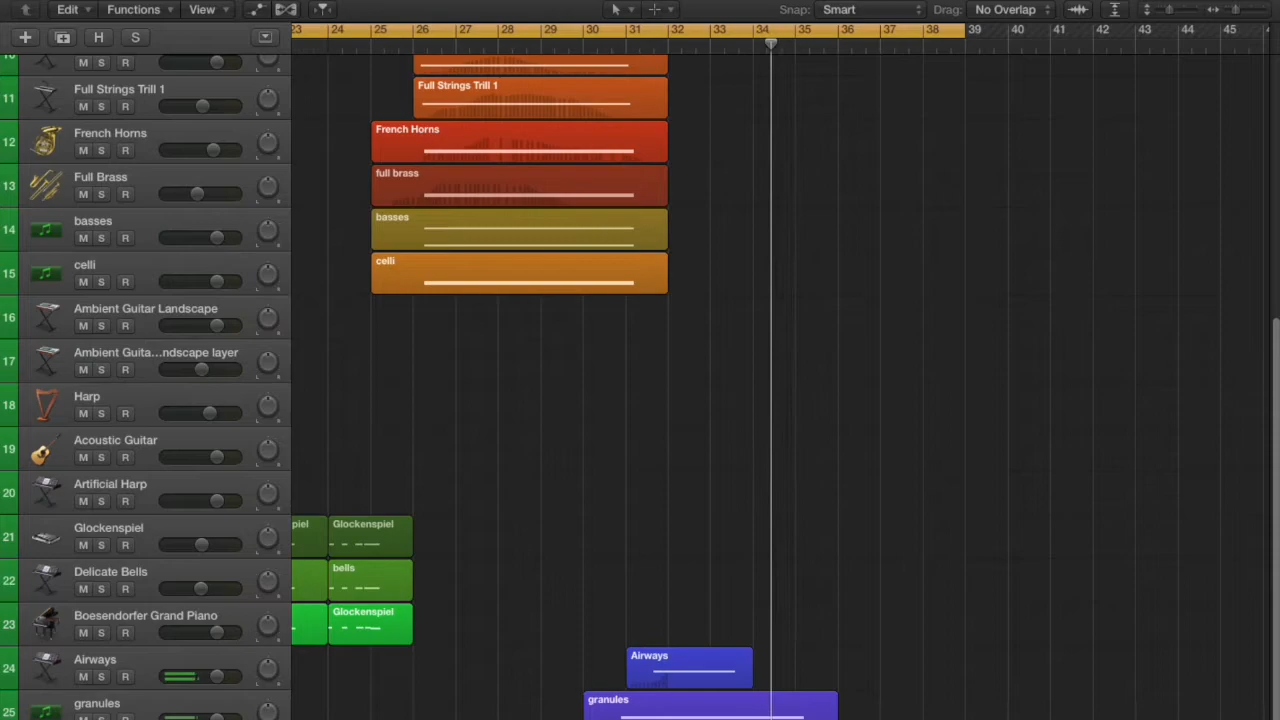 Edit Functions View Snap: Smart Drag: No Overlap
23 24 25 26 27 28 29 30 31 32 33 34 35 36 37 38 39 40 41 42 43 44 45
H S
M S R
Full Strings Trill 1
11 Full Strings Trill 1
M S R
French Horns
12 French Horns
M S R
full brass
13 Full Brass
M S R
basses
14 basses
M S R
celli
15 celli
M S R
16 Ambient Guitar Landscape
M S R
17 Ambient Guita...ndscape layer
M S R
18 Harp
M S R
19 Acoustic Guitar
M S R
20 Artificial Harp
M S R
piel Glockenspiel
21 Glockenspiel
M S R
bells
22 Delicate Bells
M S R
Glockenspiel
23 Boesendorfer Grand Piano
M S R
Airways
24 Airways
M S R
granules
25 granules